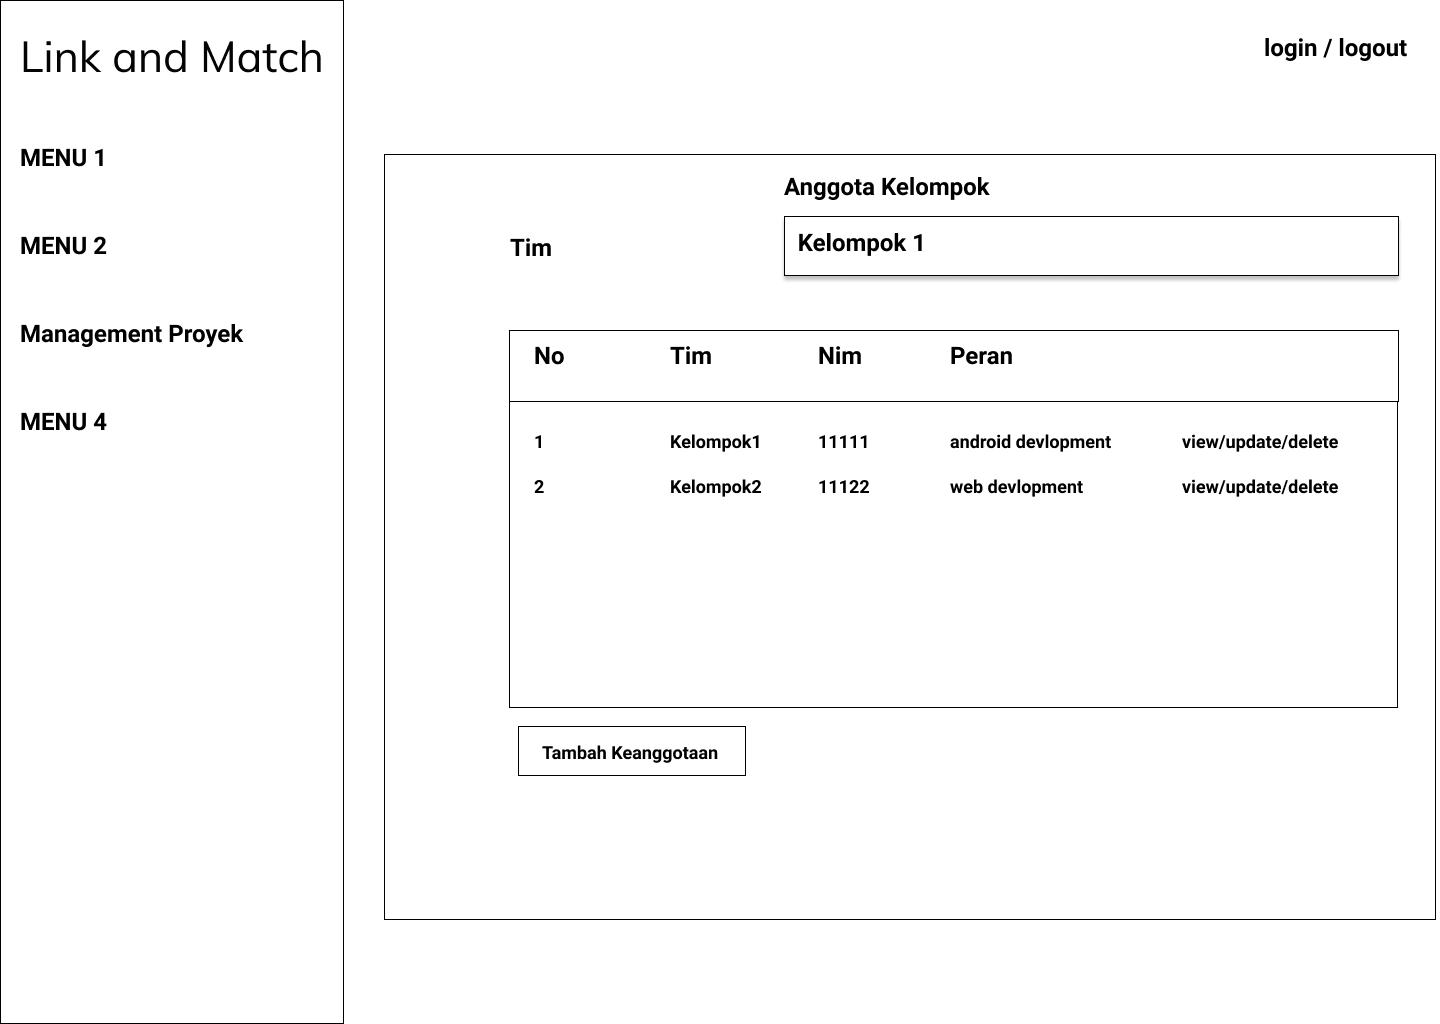 Link and Match
login / logout
MENU 1
MENU 2
Management Proyek
MENU 4
Anggota Kelompok
Tim
Kelompok 1
No Tim Nim Peran
1 Kelompok1 11111 android devlopment view/update/delete
2 Kelompok2 11122 web devlopment view/update/delete
Tambah Keanggotaan